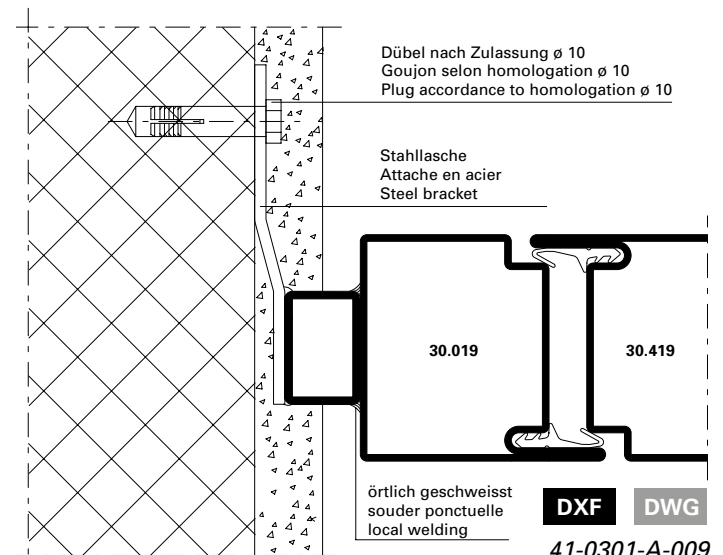 Dübel nach Zulassung ø 10
Goujon selon homologation ø 10
Plug accordance to homologation ø 10
Stahllasche
Attache en acier
Steel bracket
30.019
30.419
örtlich geschweisst
souder ponctuelle
local welding
DXF
DWG
41-0301-A-009